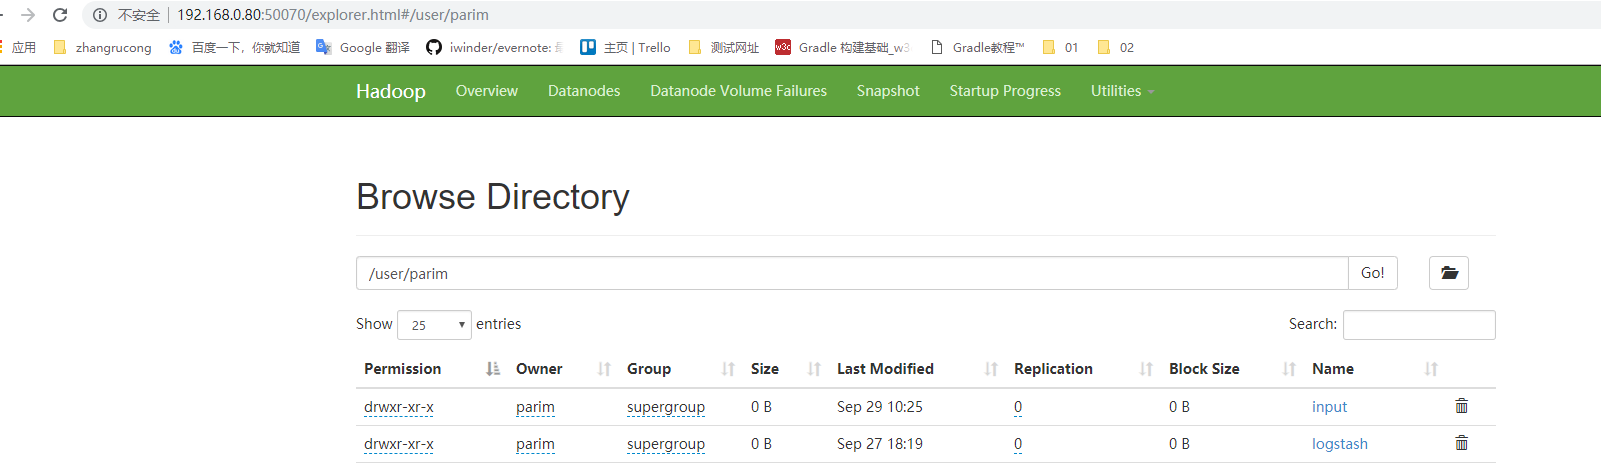 不安全 192.168.0.80:50070/explorer.html#/user/parim
应用 zhangrucong 百度一下，你就知道 Google 翻译 iwinder/evernote: 主页 | Trello 测试网址 Gradle 构建基础_w3 Gradle教程™ 01 02
Hadoop Overview Datanodes Datanode Volume Failures Snapshot Startup Progress Utilities
Browse Directory
/user/parim Go!
Show 25 entries Search:
Permission Owner Group Size Last Modified Replication Block Size Name
drwxr-xr-x parim supergroup 0 B Sep 29 10:25 0 0 B input
drwxr-xr-x parim supergroup 0 B Sep 27 18:19 0 0 B logstash